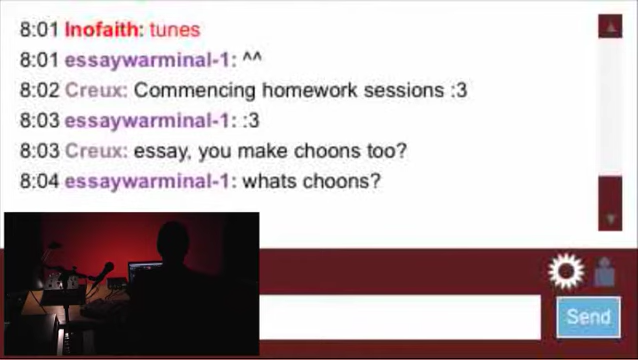 8:01 Inofaith: tunes
8:01 essaywarminal-1: ^^
8:02 Creux: Commencing homework sessions :3
8:03 essaywarminal-1: :3
8:03 Creux: essay, you make choons too?
8:04 essaywarminal-1: whats choons?
Send